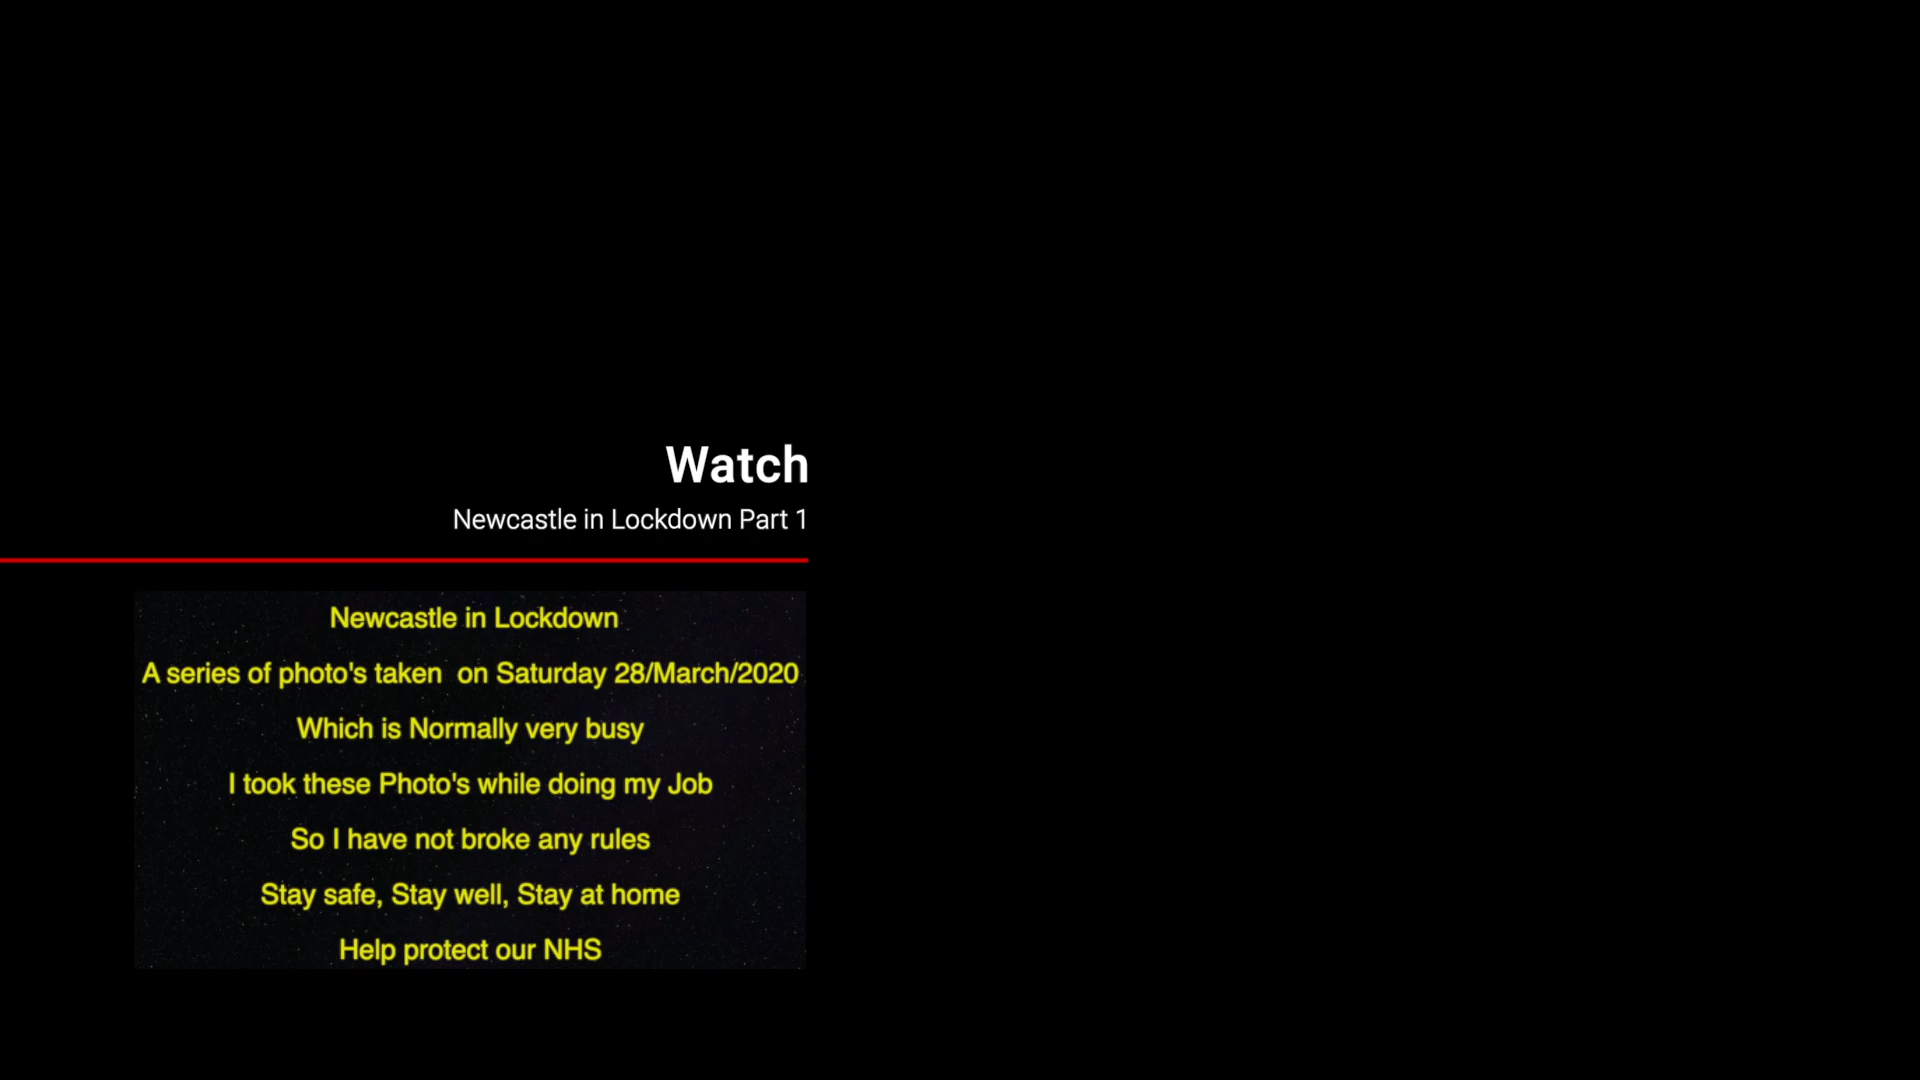 Watch
Newcastle in Lockdown Part 1
Newcastle in Lockdown
A series of photo's taken  on Saturday 28/March/2020
Which is Normally very busy
I took these Photo's while doing my Job
So I have not broke any rules
Stay safe, Stay well, Stay at home
Help protect our NHS